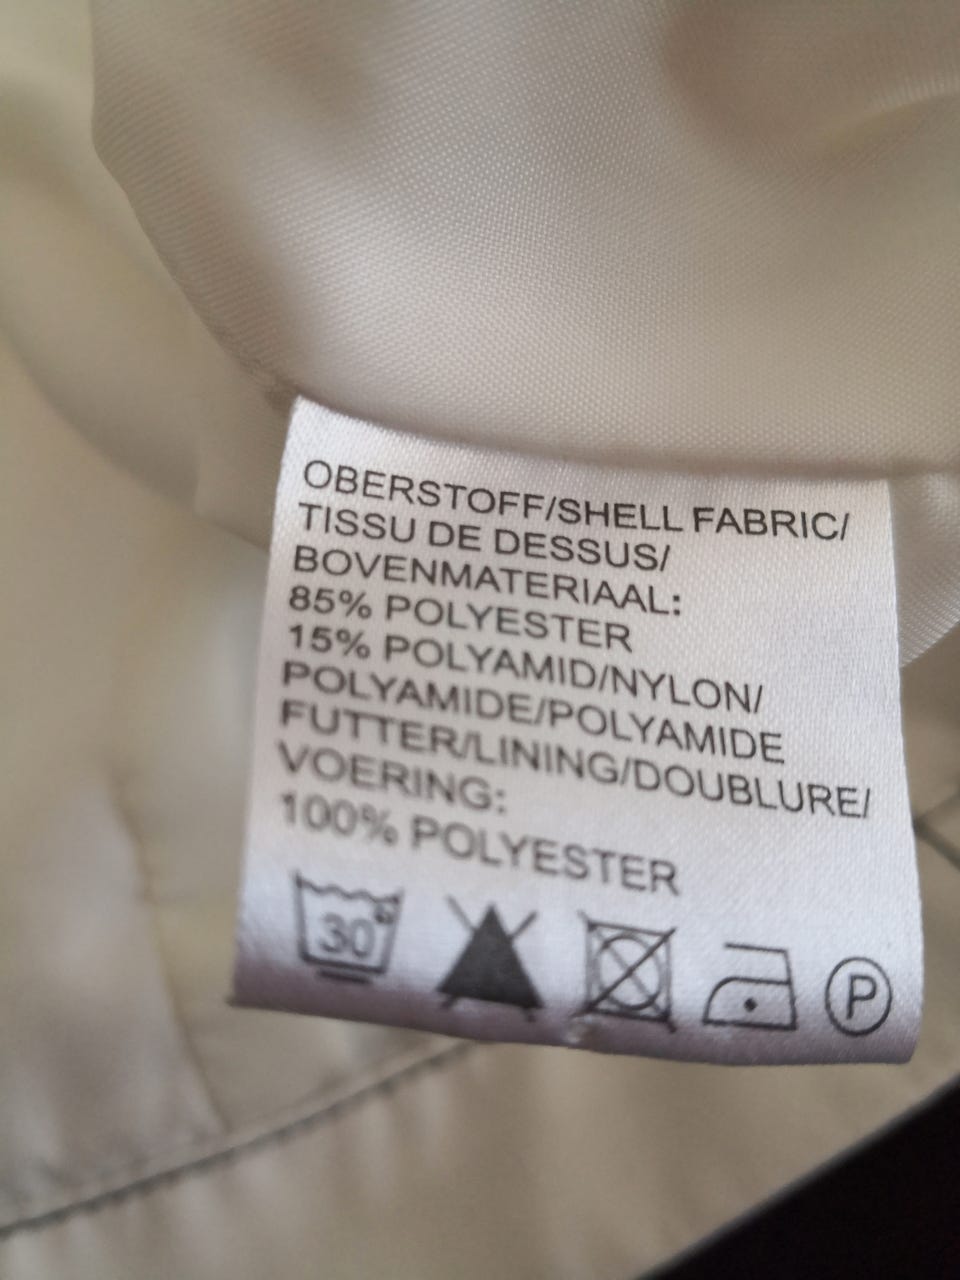 OBERSTOFF/SHELL FABRIC/
TISSU DE DESSUS/
BOVENMATERIAAL:
85% POLYESTER
15% POLYAMID/NYLON/
POLYAMIDE/POLYAMIDE
FUTTER/LINING/DOUBLURE/
VOERING:
100% POLYESTER
30°
P